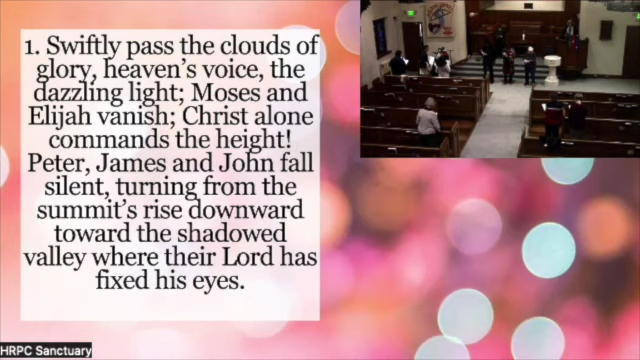 1. Swiftly pass the clouds of
glory, heaven's voice, the
dazzling light; Moses and
Elijah vanish; Christ alone
commands the height!
Peter, James and John fall
silent, turning from the
summit's rise downward
toward the shadowed
valley where their Lord has
fixed his eyes.
HRPC Sanctuary